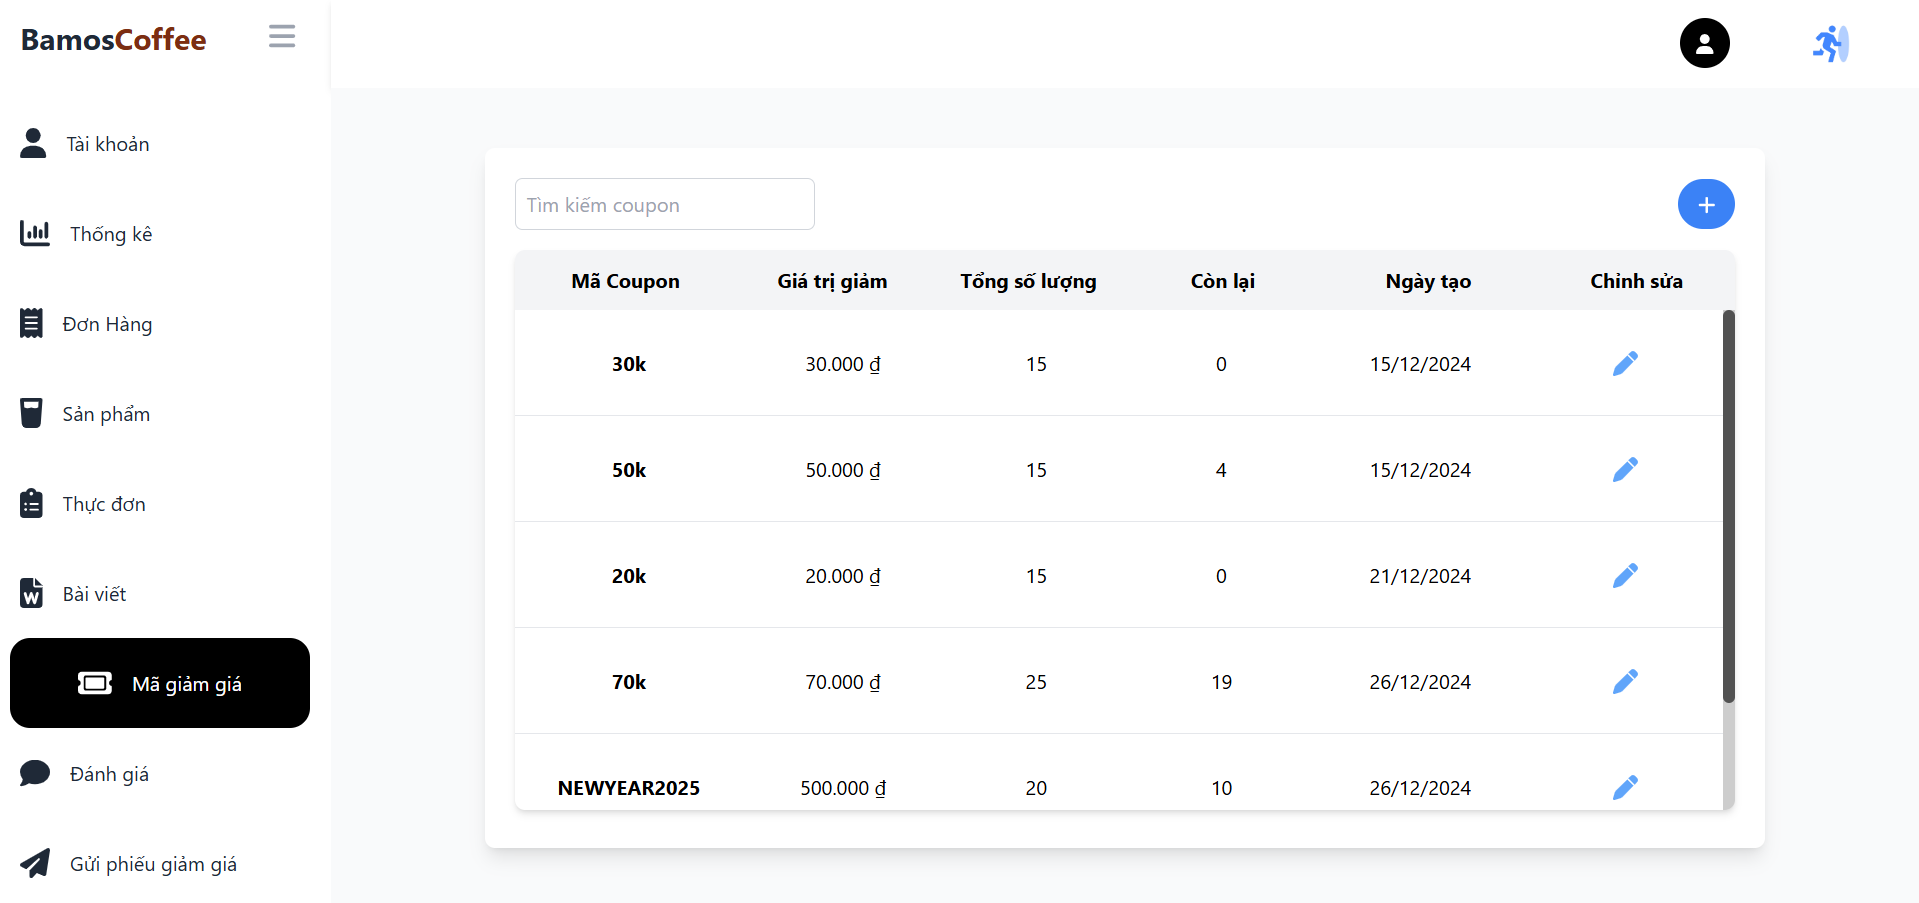 BamosCoffee
Tài khoản
Thống kê
Đơn Hàng
Sản phẩm
Thực đơn
Bài viết
Mã giảm giá
Đánh giá
Gửi phiếu giảm giá
Tìm kiếm coupon
Mã Coupon Giá trị giảm Tổng số lượng Còn lại Ngày tạo Chỉnh sửa
30k 30.000 ₫ 15 0 15/12/2024
50k 50.000 ₫ 15 4 15/12/2024
20k 20.000 ₫ 15 0 21/12/2024
70k 70.000 ₫ 25 19 26/12/2024
NEWYEAR2025 500.000 ₫ 20 10 26/12/2024